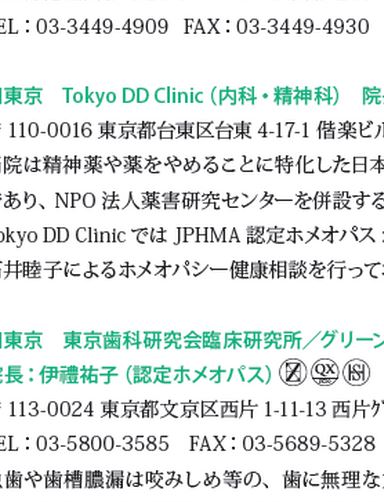 EL：03-3449-4909 FAX：03-3449-4930
東京 Tokyo DD Clinic（内科・精神科） 院
110-0016 東京都台東区台東 4-17-1 偕楽ビル
院は精神薬や薬をやめることに特化した日本
あり、NPO 法人薬害研究センターを併設する
okyo DD Clinic では JPHMA 認定ホメオパス
石井睦子によるホメオパシー健康相談を行って
東京 東京歯科研究会臨床研究所／グリーン
院長：伊禮祐子（認定ホメオパス） QX
113-0024 東京都文京区西片 1-11-13 西片
EL：03-5800-3585 FAX：03-5689-5328
歯や歯槽膿漏は咬みしめ等の、歯に無理な